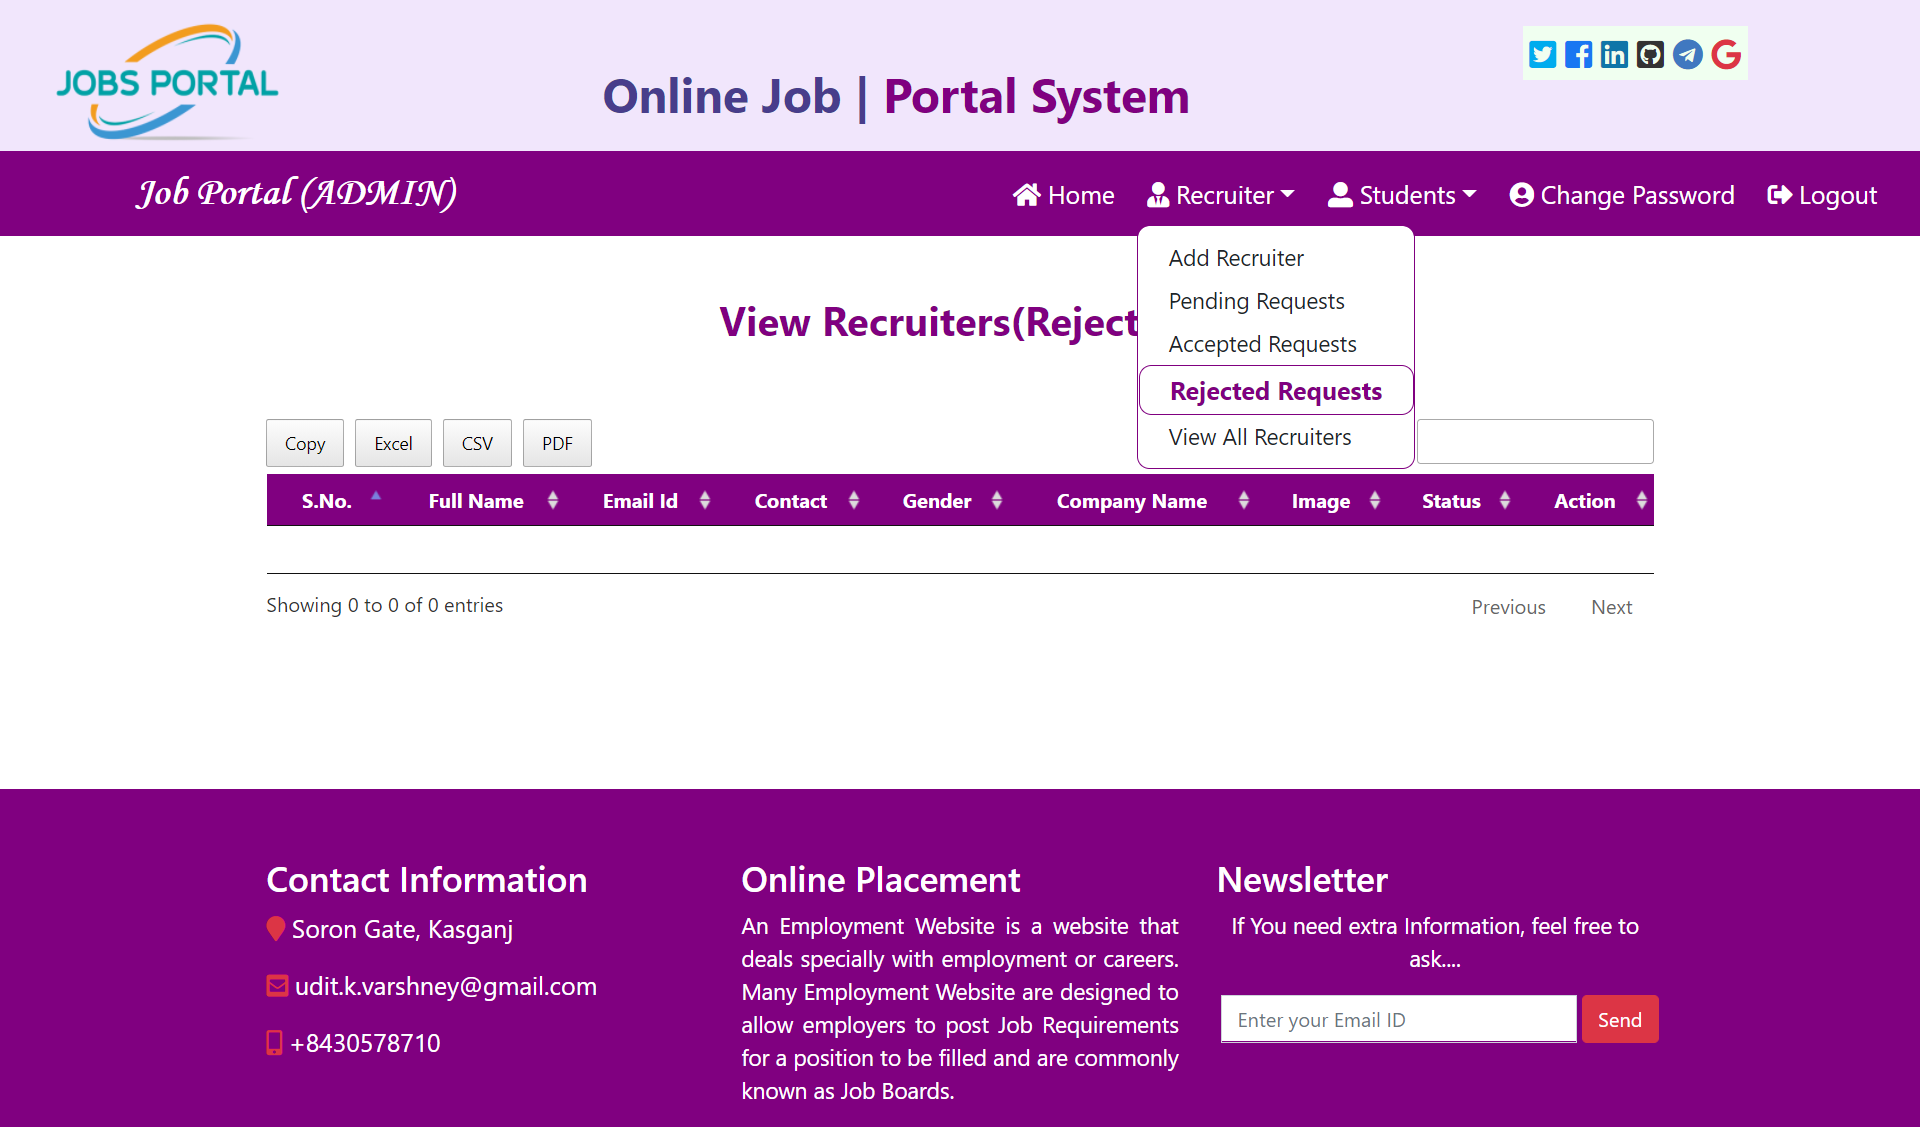 JOBS PORTAL
Online Job | Portal System
Job Portal (ADMIN)
Home Recruiter Students Change Password Logout
Add Recruiter
Pending Requests
Accepted Requests
Rejected Requests
View All Recruiters
View Recruiters(Reject
Copy Excel CSV PDF
S.No. Full Name Email Id Contact Gender Company Name Image Status Action
Showing 0 to 0 of 0 entries
Previous Next
Contact Information
Soron Gate, Kasganj
udit.k.varshney@gmail.com
+8430578710
Online Placement
An Employment Website is a website that
deals specially with employment or careers.
Many Employment Website are designed to
allow employers to post Job Requirements
for a position to be filled and are commonly
known as Job Boards.
Newsletter
If You need extra Information, feel free to
ask....
Enter your Email ID Send